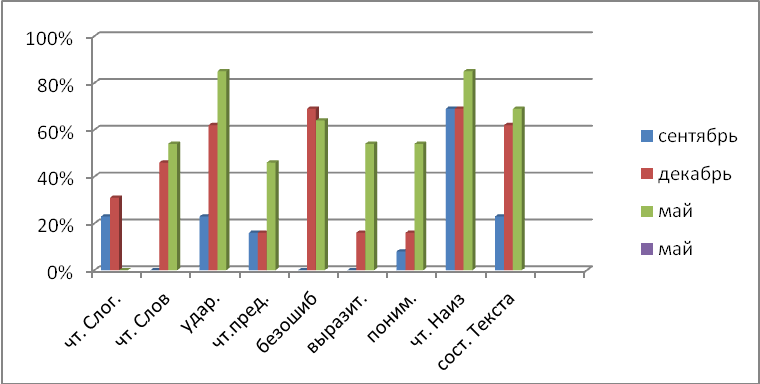 100%
80%
60%
40%
20%
0%
чт. Слог.
чт. Слов
удар.
чт.пред.
безошиб
выразит.
поним.
чт. Наиз
сост. Текста
сентябрь
декабрь
май
май